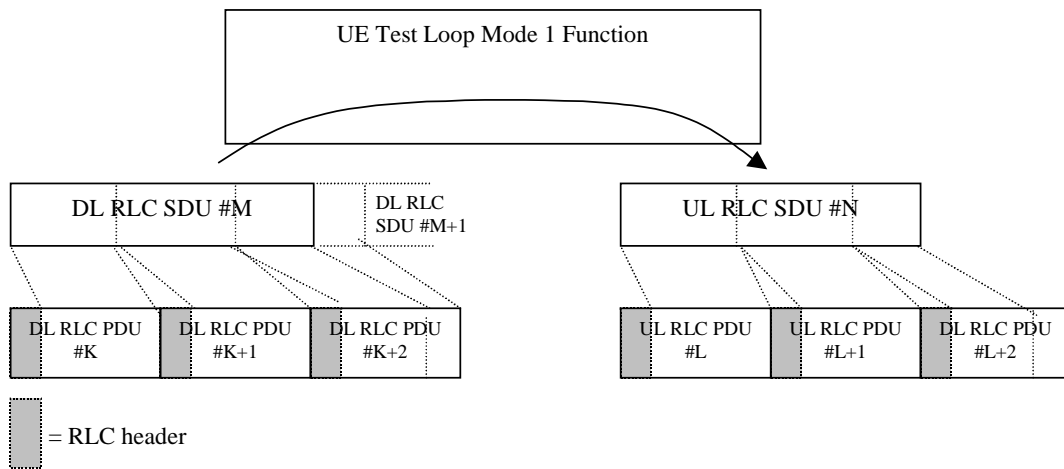 UE Test Loop Mode 1 Function
DL RLC SDU #M
DL RLC
SDU #M+1
UL RLC SDU #N
DL RLC PDU
#K
DL RLC PDU
#K+1
DL RLC PDU
#K+2
UL RLC PDU
#L
UL RLC PDU
#L+1
DL RLC PDU
#L+2
= RLC header